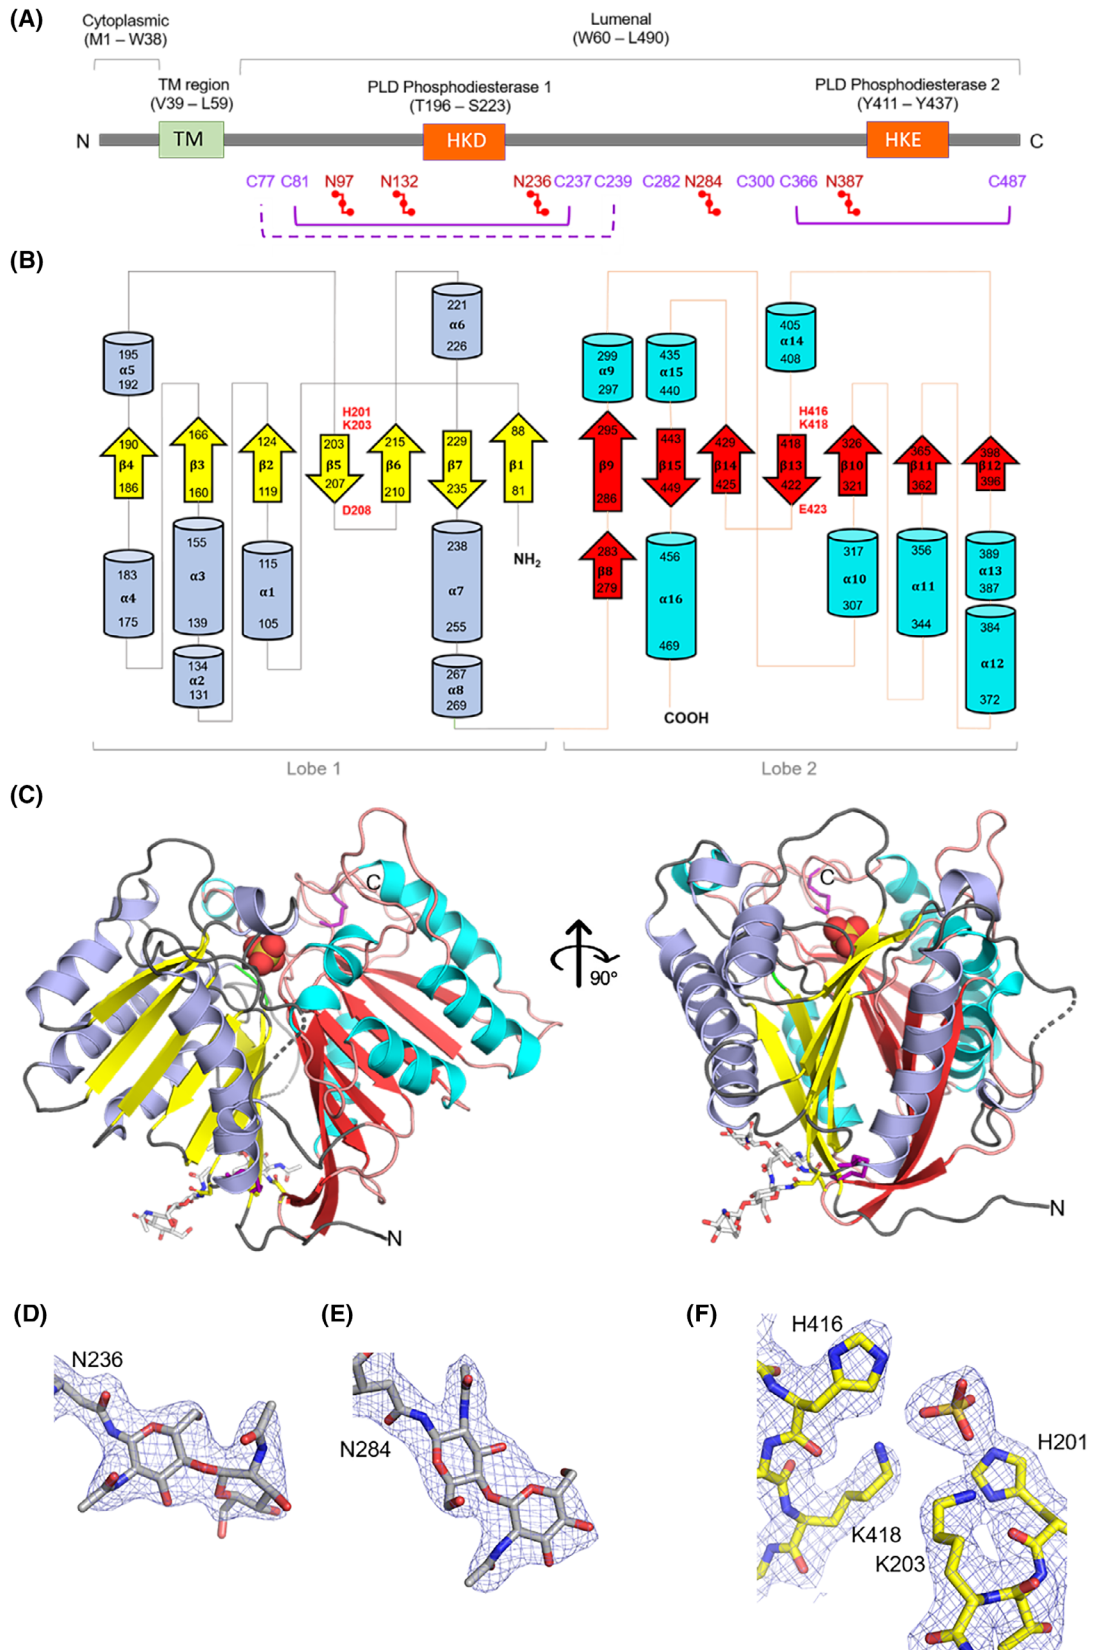 (A)
Cytoplasmic
(M1 – W38)
Lumenal
(W60 – L490)
TM region
(V39 – L59)
PLD Phosphodiesterase 1
(T196 – S223)
PLD Phosphodiesterase 2
(Y411 – Y437)
N
TM
HKD
HKE
C
C77 C81 N97 N132 N236 C237 C239 C282 N284 C300 C366 N387 C487
(B)
195
α5
192
221
α6
226
299
α9
297
435
α15
440
405
α14
408
H201
K203
H416
K418
190
β4
186
166
β3
160
124
β2
119
203
β5
207
215
β6
210
229
β7
235
88
β1
81
295
β9
286
443
β15
449
429
β14
425
418
β13
422
326
β10
321
365
β11
362
398
β12
396
D208
E423
183
α4
175
155
α3
139
134
α2
131
115
α1
105
238
α7
255
267
α8
269
NH₂
283
β8
279
456
α16
469
317
α10
307
356
α11
344
389
α13
387
384
α12
372
COOH
Lobe 1
Lobe 2
(C)
C
N
90°
C
N
(D)
N236
(E)
N284
(F)
H416
H201
K418
K203